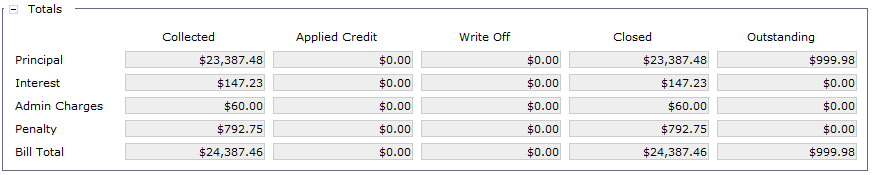 Totals
Collected Applied Credit Write Off Closed Outstanding
Principal $23,387.48 $0.00 $0.00 $23,387.48 $999.98
Interest $147.23 $0.00 $0.00 $147.23 $0.00
Admin Charges $60.00 $0.00 $0.00 $60.00 $0.00
Penalty $792.75 $0.00 $0.00 $792.75 $0.00
Bill Total $24,387.46 $0.00 $0.00 $24,387.46 $999.98